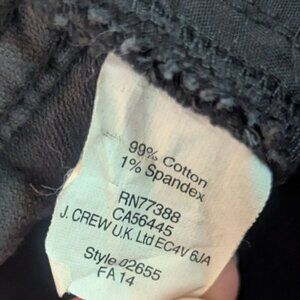 99% Cotton
1% Spandex
RN77388
CA56445
J. CREW U.K. Ltd EC4V 6JA
Style 02655
FA 14